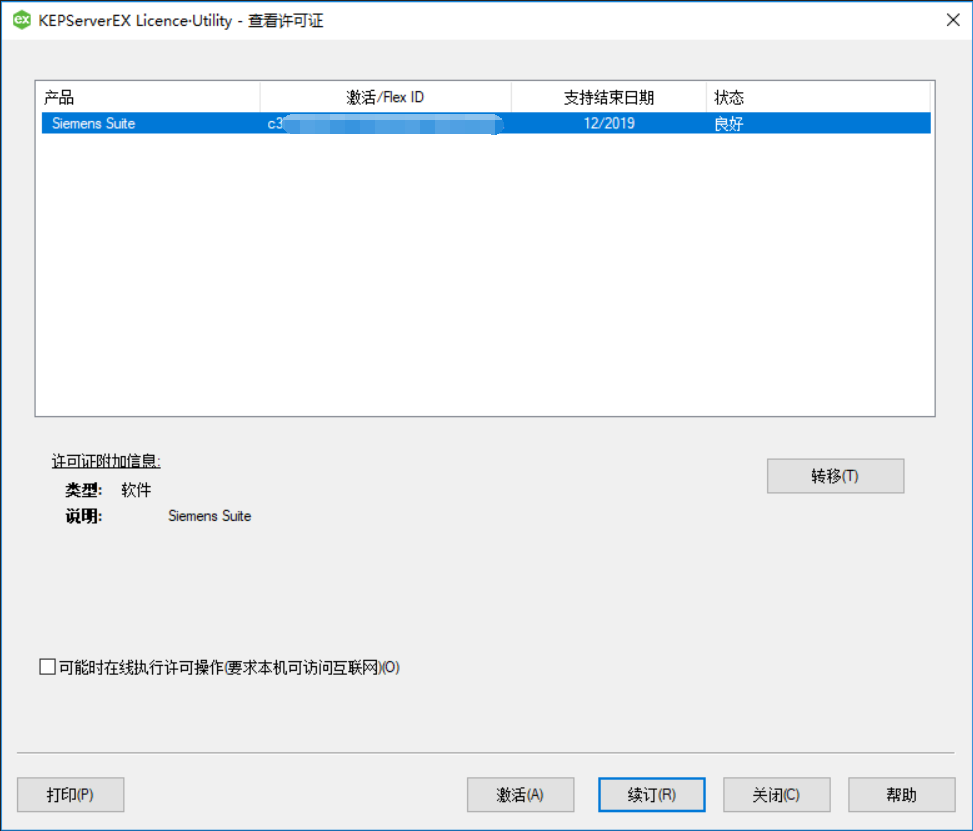 KEPServerEX Licence·Utility - 查看许可证
产品 激活/Flex ID 支持结束日期 状态
Siemens Suite c3 12/2019 良好
许可证附加信息:
转移(T)
类型: 软件
说明: Siemens Suite
可能时在线执行许可操作(要求本机可访问互联网)(O)
打印(P) 激活(A) 续订(R) 关闭(C) 帮助